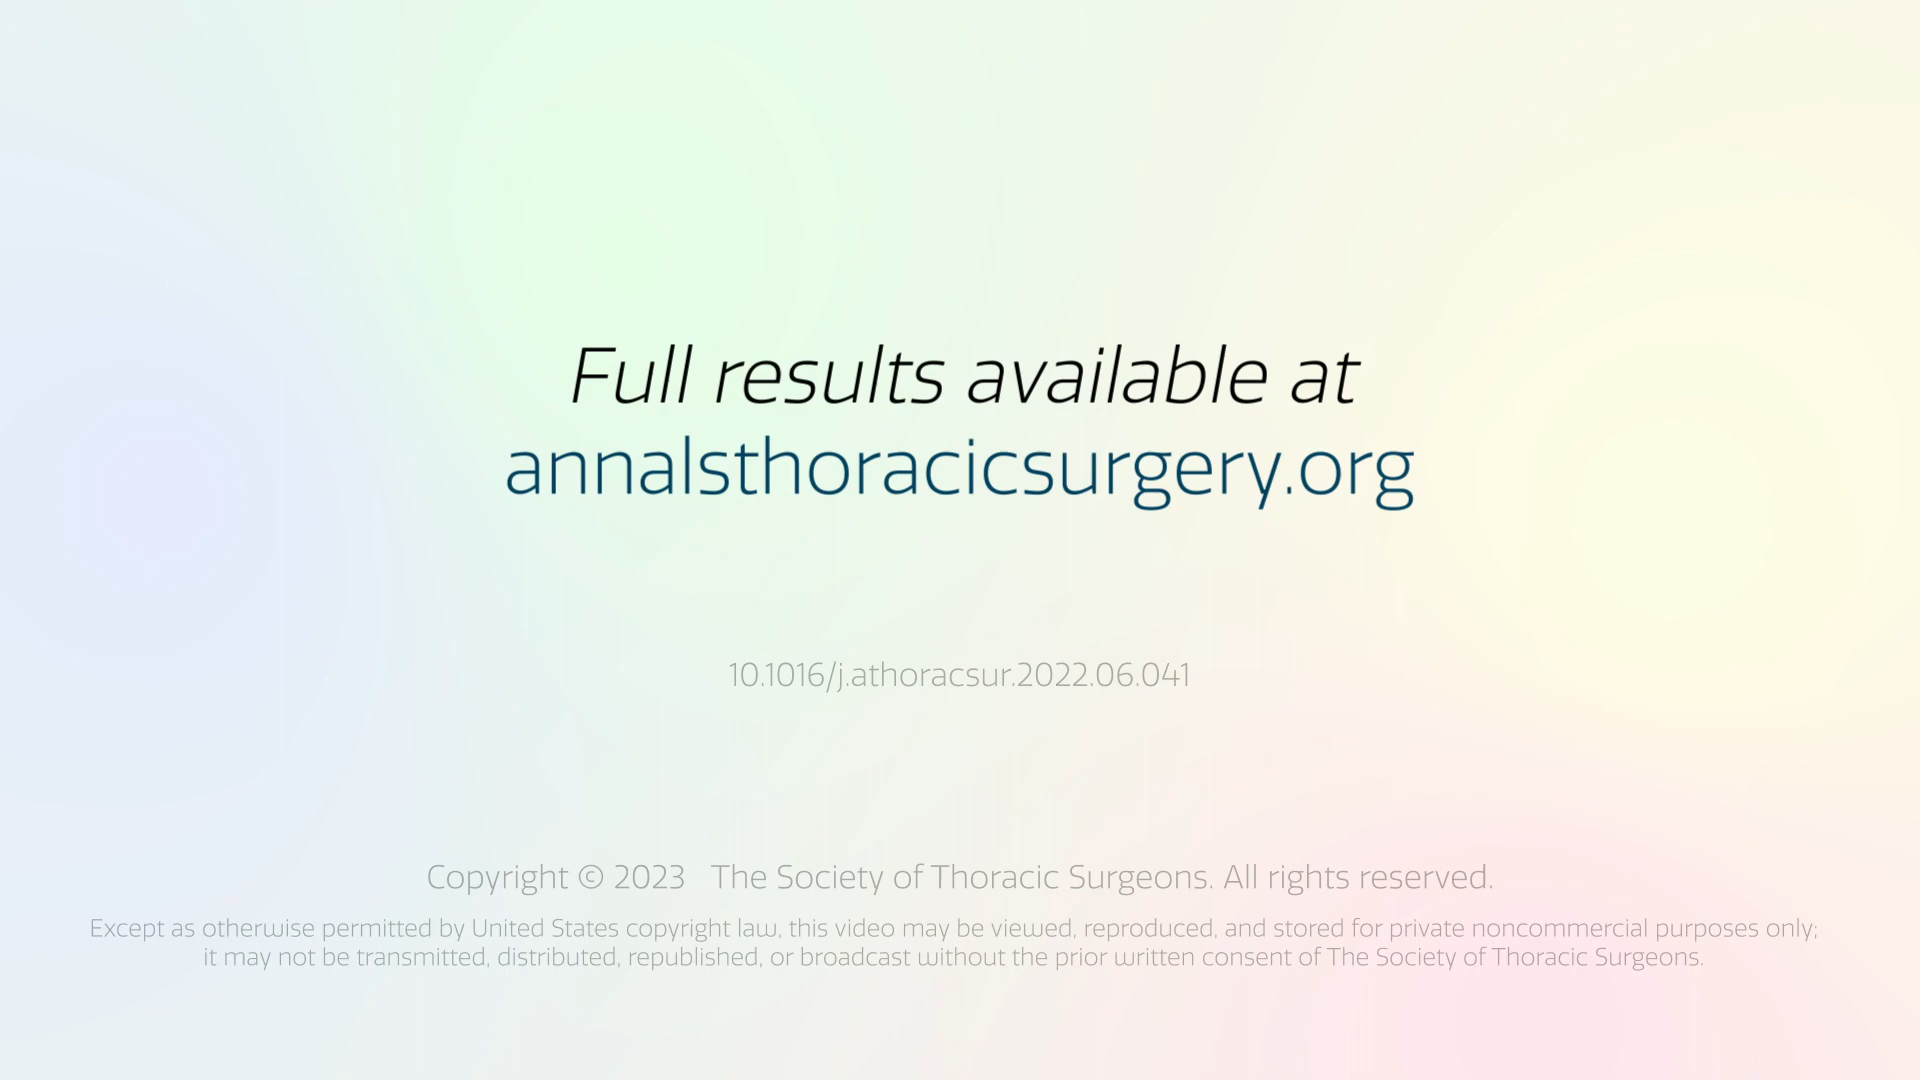 Full results available at
annalsthoracicsurgery.org
10.1016/j.athoracsur.2022.06.041
Copyright © 2023 The Society of Thoracic Surgeons. All rights reserved.
Except as otherwise permitted by United States copyright law, this video may be viewed, reproduced, and stored for private noncommercial purposes only;
it may not be transmitted, distributed, republished, or broadcast without the prior written consent of The Society of Thoracic Surgeons.